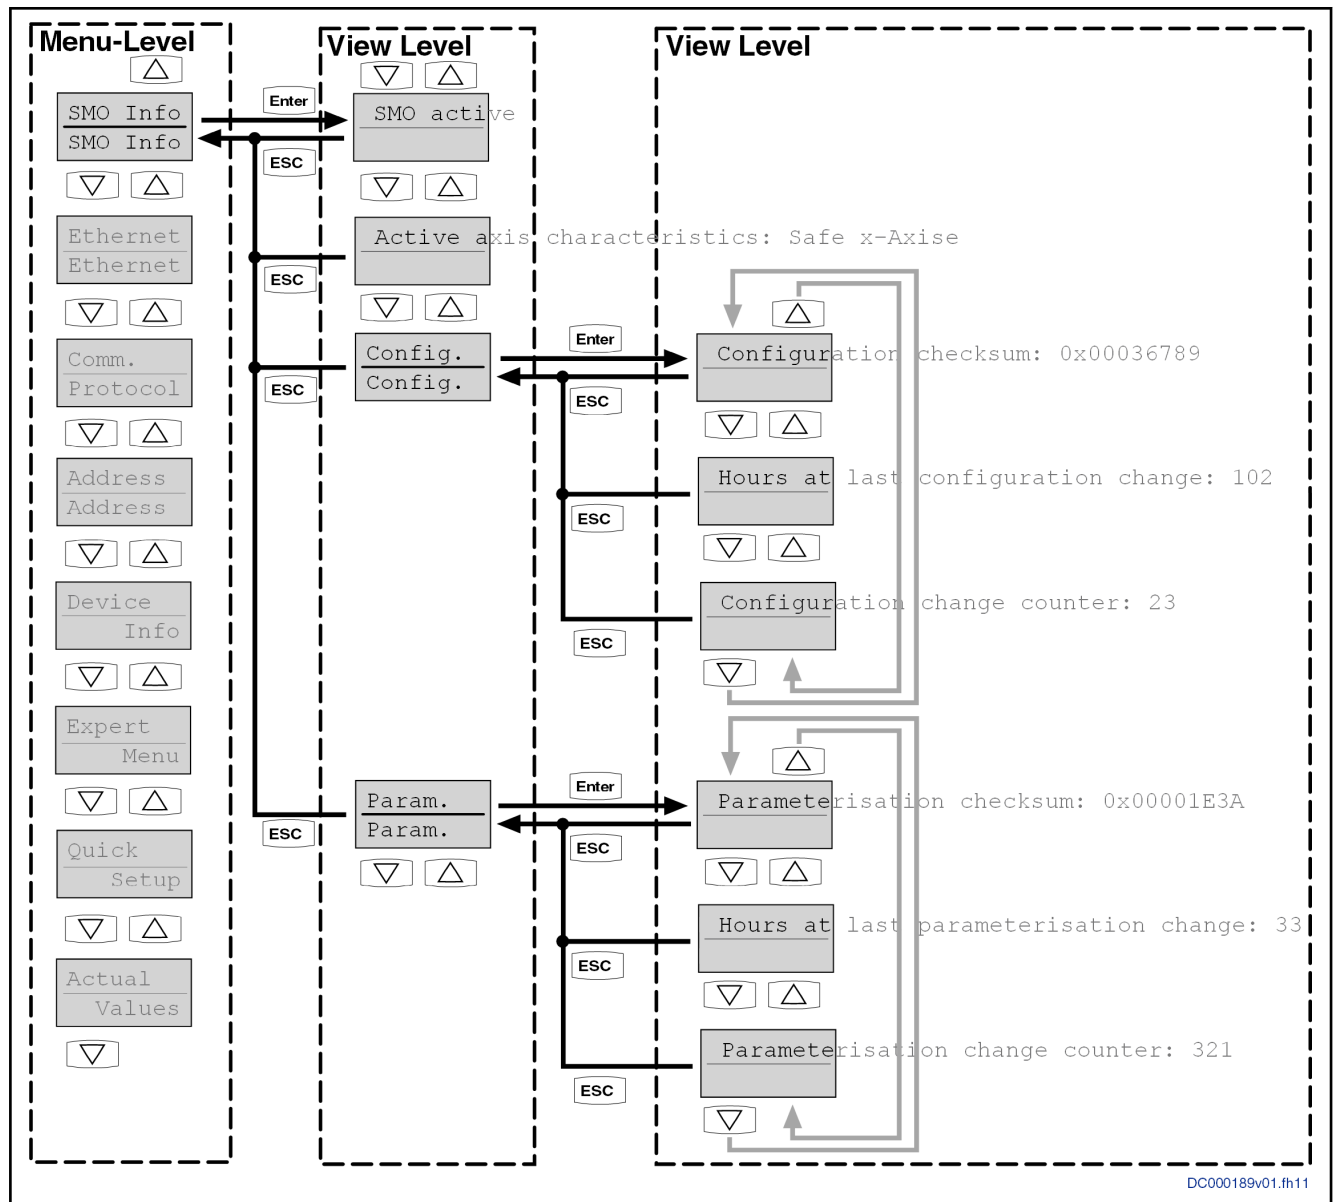 Menu-Level
SMO Info
SMO Info
Ethernet
Ethernet
Comm.
Protocol
Address
Address
Device
Info
Expert
Menu
Quick
Setup
Actual
Values
Enter
ESC
ESC
ESC
ESC
View Level
SMO active
Active axis characteristics: Safe x-Axise
Config.
Config.
Param.
Param.
Enter
ESC
ESC
ESC
Enter
ESC
ESC
ESC
View Level
Configuration checksum: 0x00036789
Hours at last configuration change: 102
Configuration change counter: 23
Parameterisation checksum: 0x00001E3A
Hours at last parameterisation change: 33
Parameterisation change counter: 321
DC000189v01.fh11